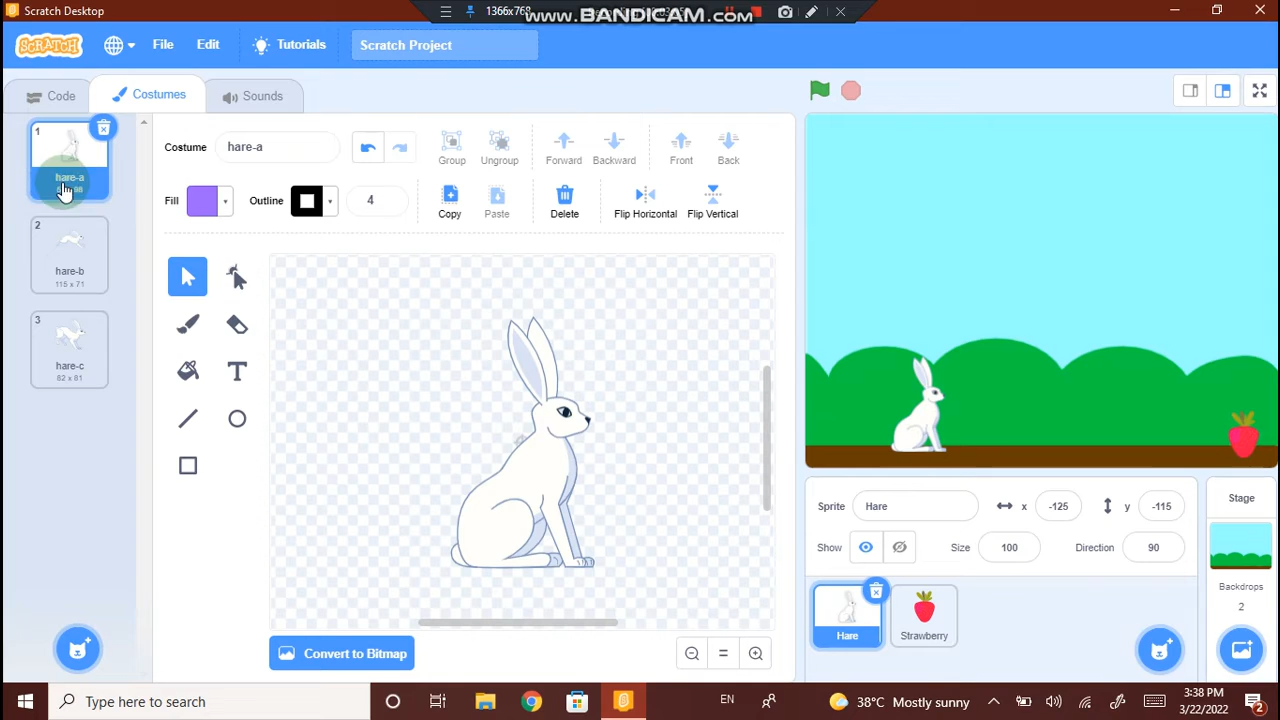 Scratch Desktop
1366x768
www.BANDICAM.com
SCRATCH
File
Edit
Tutorials
Scratch Project
Code
Costumes
Sounds
1
hare-a
2
hare-b
115 x 71
3
hare-c
82 x 81
Costume
hare-a
Group
Ungroup
Forward
Backward
Front
Back
Fill
Outline
4
Copy
Paste
Delete
Flip Horizontal
Flip Vertical
T
Convert to Bitmap
Sprite
Hare
x
-125
y
-115
Show
Size
100
Direction
90
Hare
Strawberry
Stage
Backdrops
2
Type here to search
EN
38°C Mostly sunny
3:38 PM
3/22/2022
2